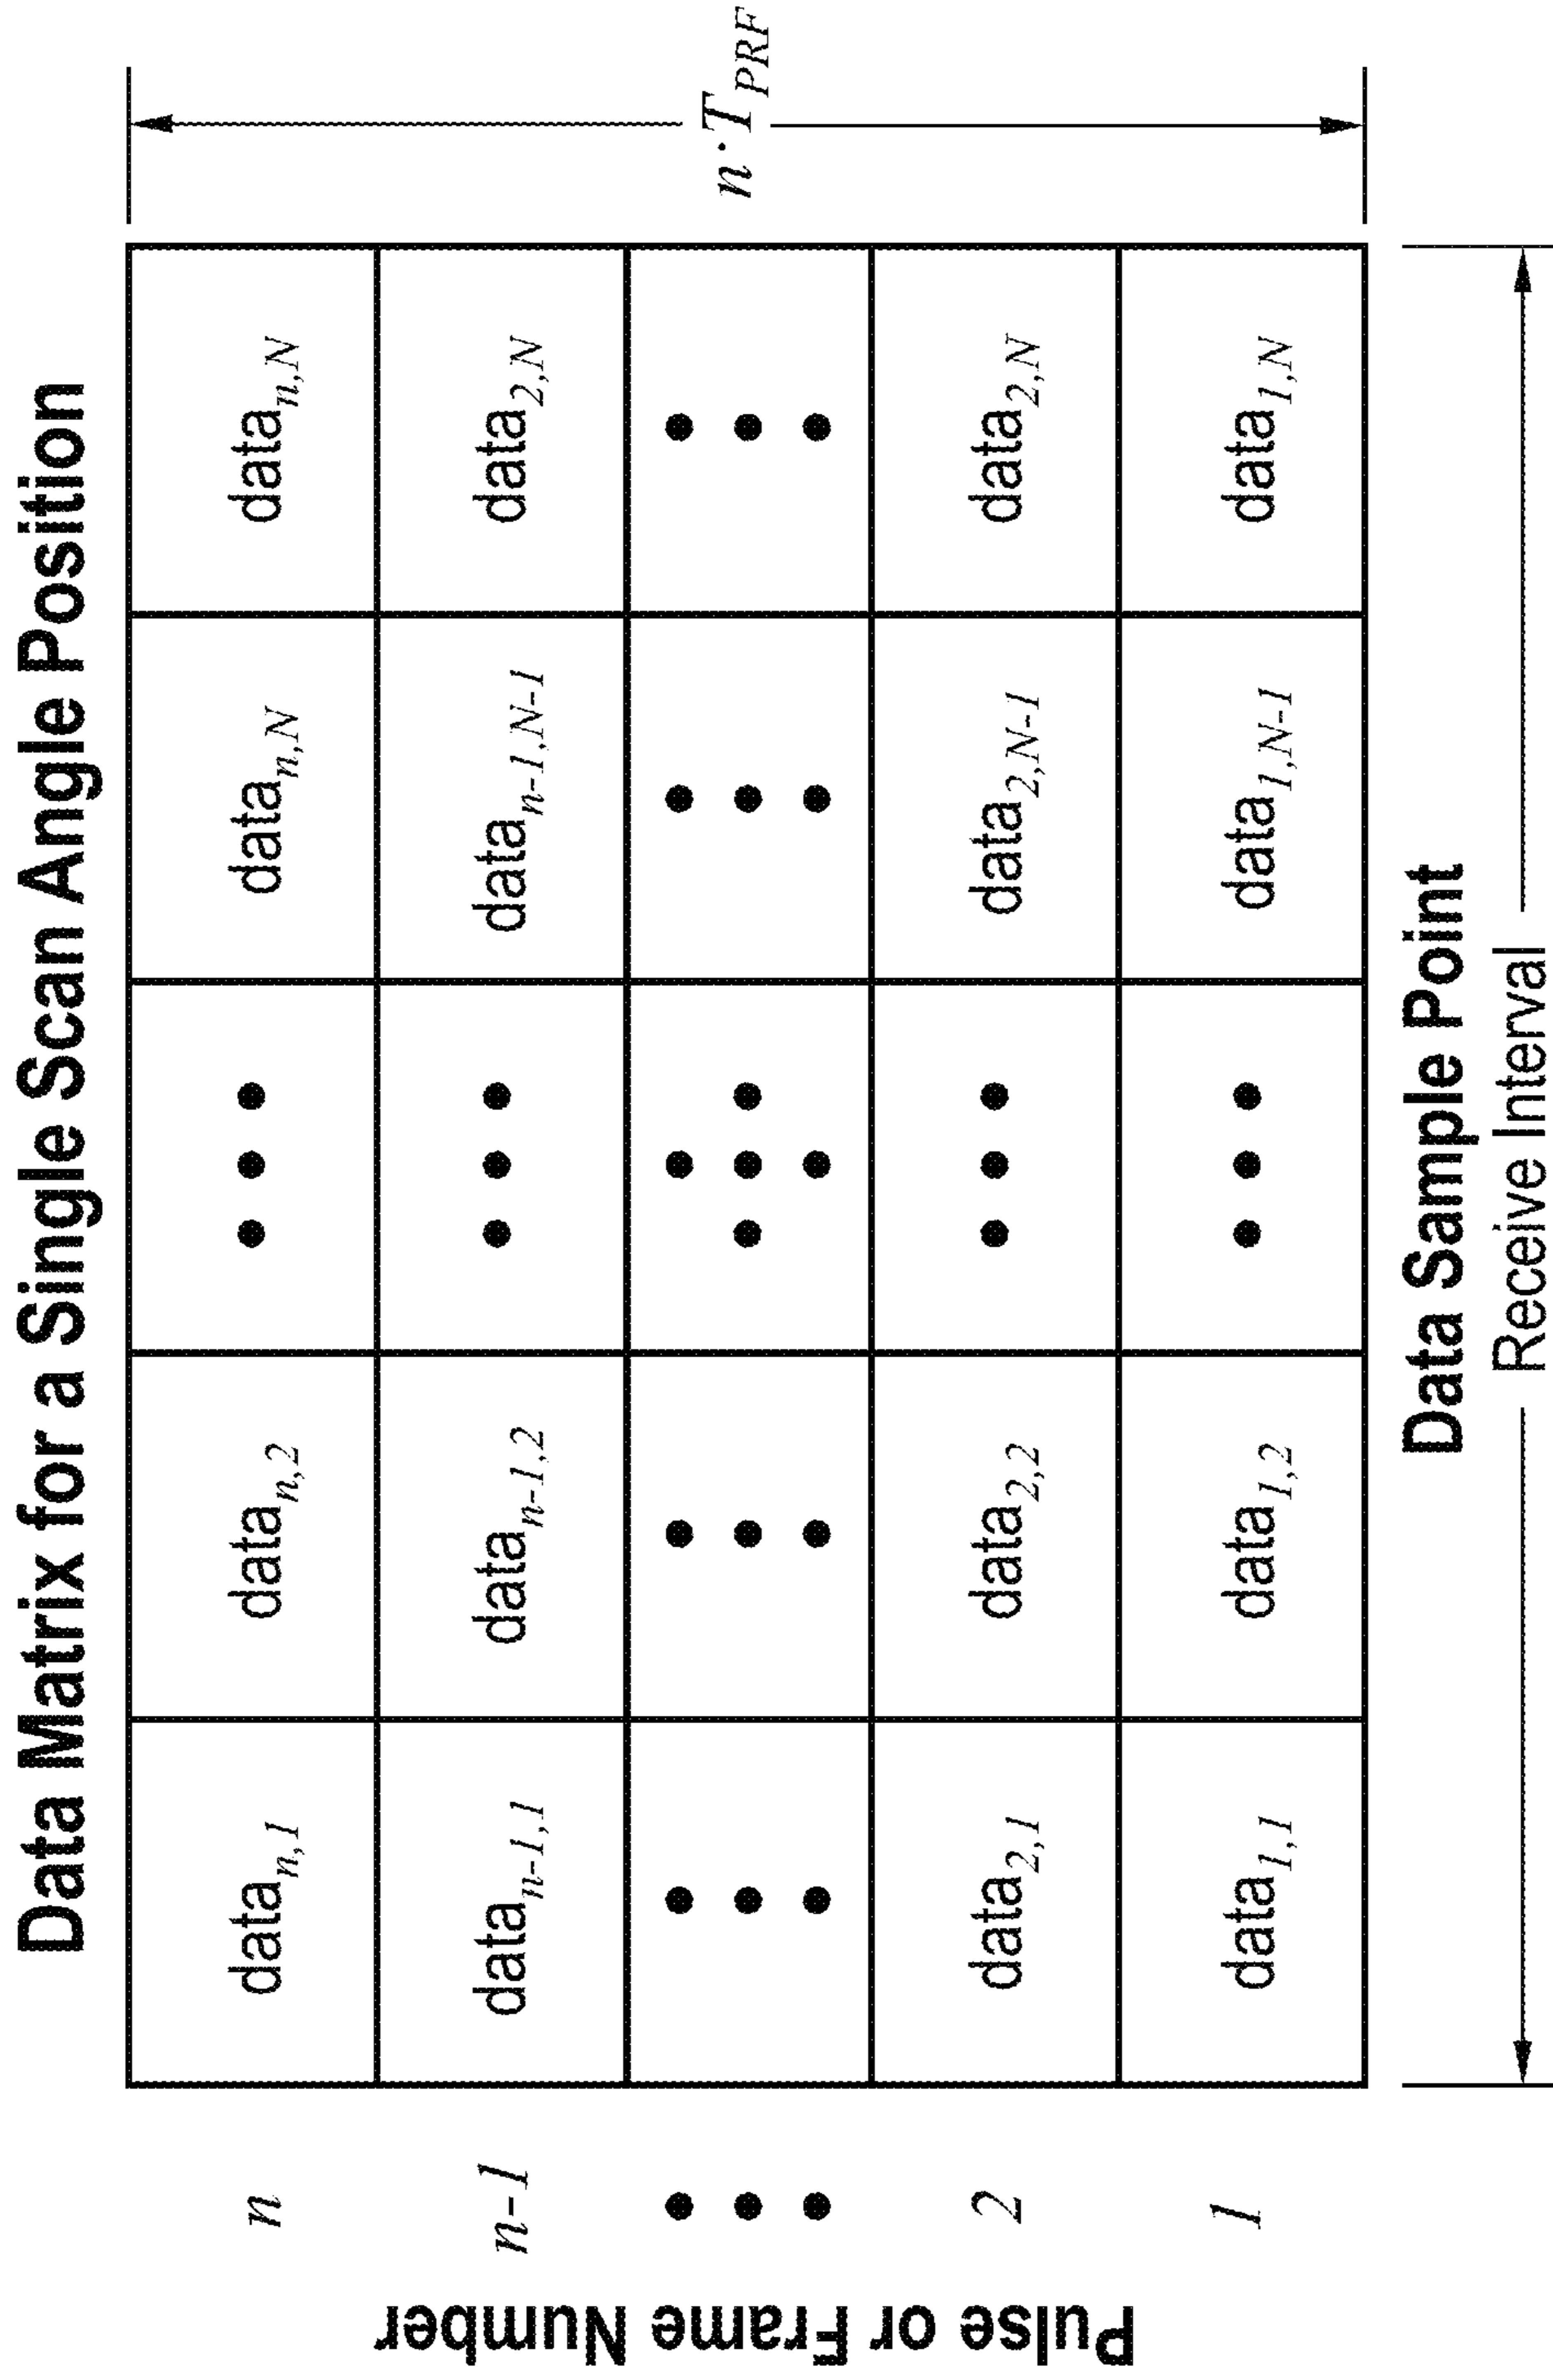 Data Matrix for a Single Scan Angle Position
Pulse or Frame Number
n data_{n,1} data_{n,2} • • • data_{n,N} data_{n,N}
n-1 data_{n-1,1} data_{n-1,2} • • • data_{n-1,N-1} data_{2,N}
2 data_{2,1} data_{2,2} • • • data_{2,N-1} data_{2,N}
1 data_{1,1} data_{1,2} • • • data_{1,N-1} data_{1,N}
n·T_{PRF}
Data Sample Point
Receive Interval